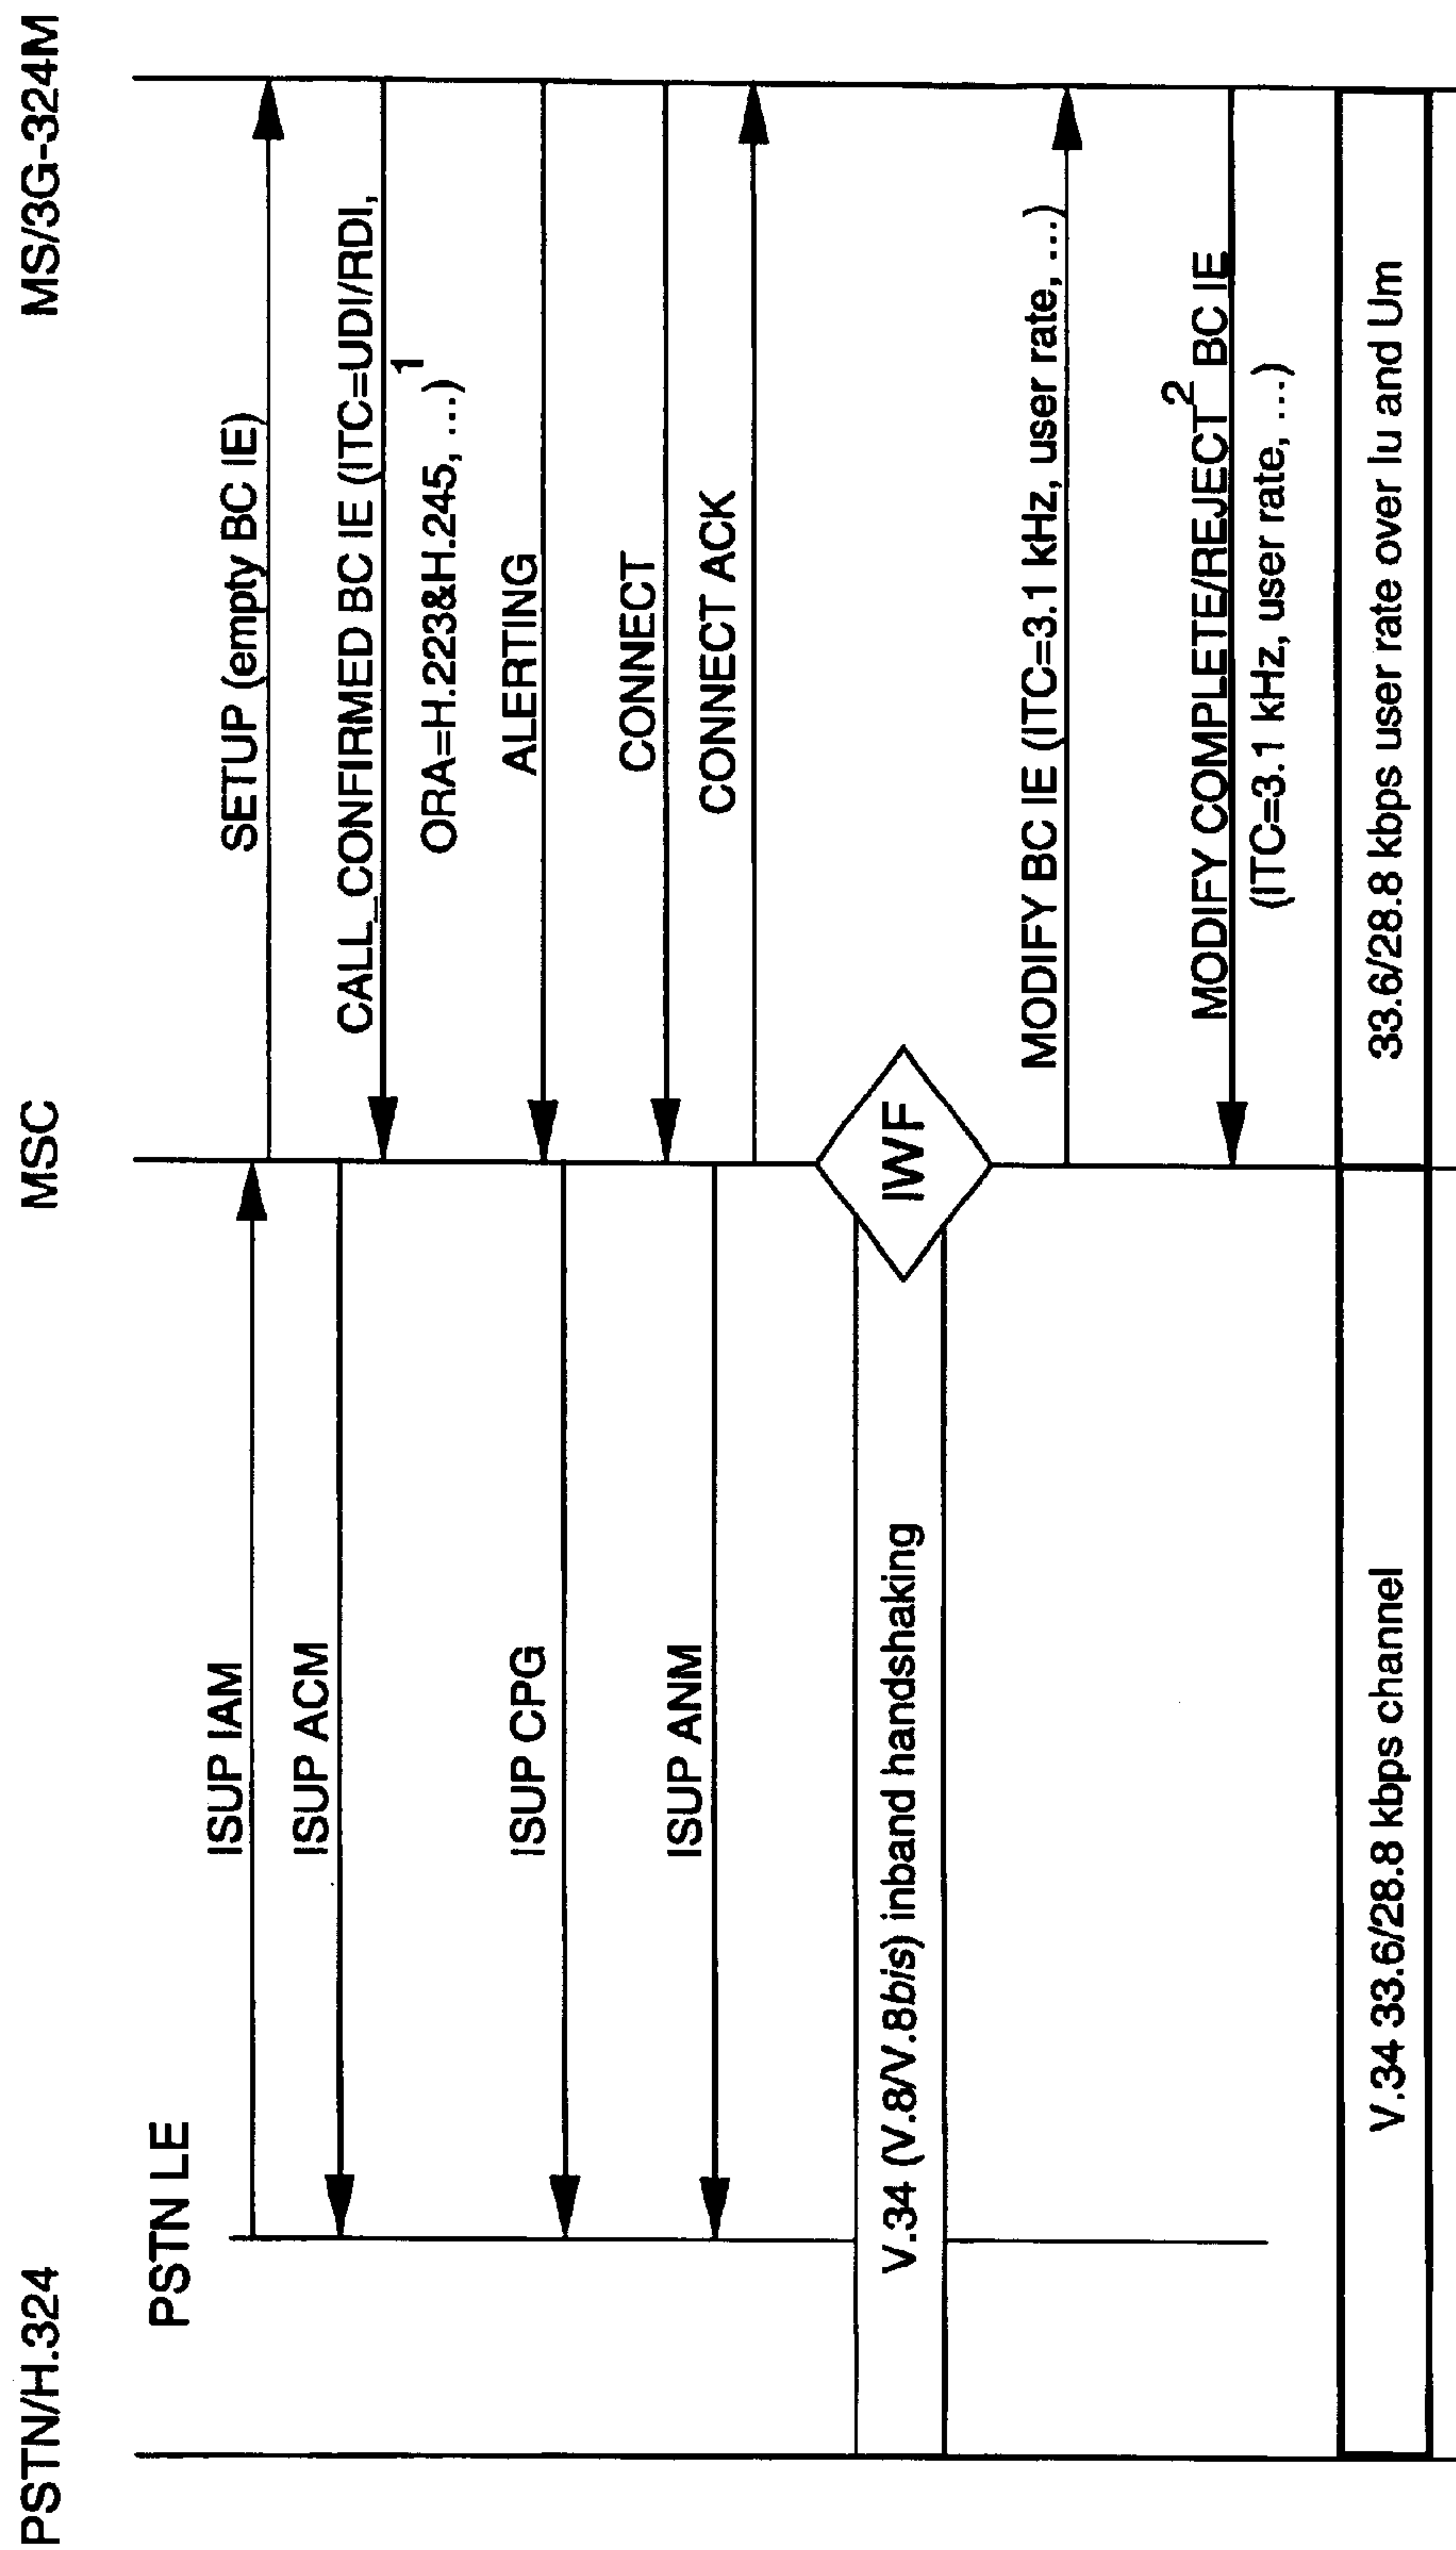 PSTN/H.324
MSC
MS/3G-324M
PSTN LE
ISUP IAM
SETUP (empty BC IE)
ISUP ACM
CALL_CONFIRMED BC IE (ITC=UDI/RDI,
ORA=H.223&H.245, ...)1
ISUP CPG
ALERTING
CONNECT
ISUP ANM
CONNECT ACK
V.34 (V.8/V.8bis) inband handshaking
IWF
MODIFY BC IE (ITC=3.1 kHz, user rate, ...)
MODIFY COMPLETE/REJECT2 BC IE
(ITC=3.1 kHz, user rate, ...)
V.34 33.6/28.8 kbps channel
33.6/28.8 kbps user rate over Iu and Um